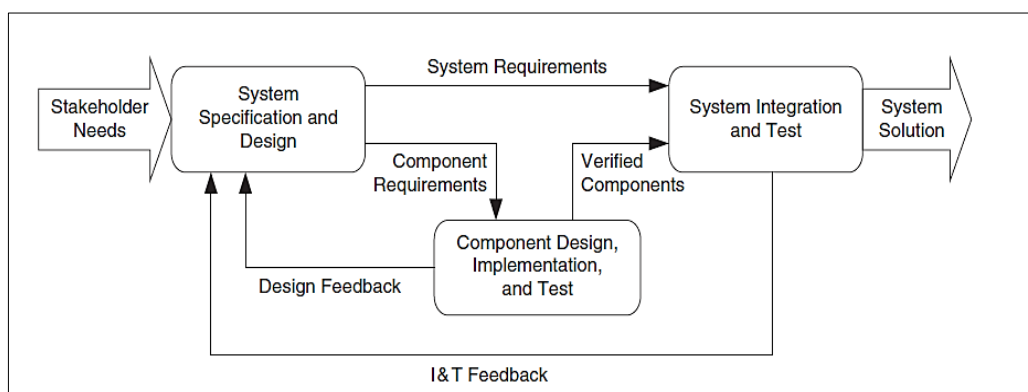 Stakeholder
Needs
System
Specification and
Design
System Requirements
System Integration
and Test
System
Solution
Component
Requirements
Verified
Components
Component Design,
Implementation,
and Test
Design Feedback
I&T Feedback